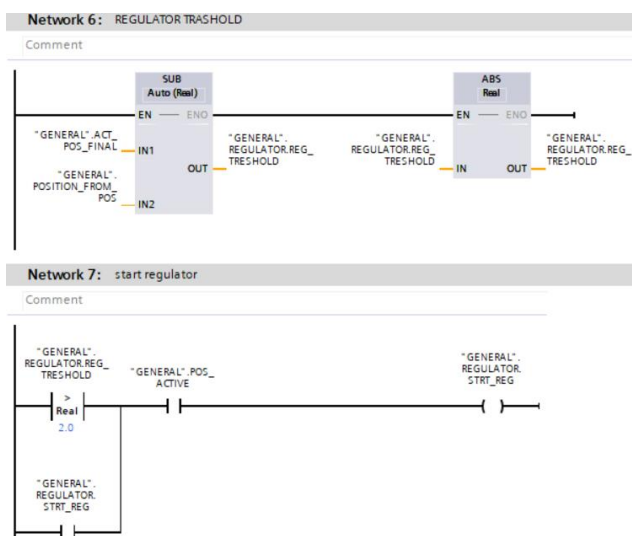 Network 6: REGULATOR TRASHOLD
Comment
SUB
Auto (Real)
EN ENO
"GENERAL".ACT_
POS_FINAL
IN1
"GENERAL".
POSITION_FROM_
POS
IN2
OUT
"GENERAL".
REGULATOR.REG_
TRESHOLD
ABS
Real
EN ENO
"GENERAL".
REGULATOR.REG_
TRESHOLD
IN
OUT
"GENERAL".
REGULATOR.REG_
TRESHOLD
Network 7: start regulator
Comment
"GENERAL".
REGULATOR.REG_
TRESHOLD
>
Real
2.0
"GENERAL".POS_
ACTIVE
"GENERAL".
REGULATOR.
STRT_REG
"GENERAL".
REGULATOR.
STRT_REG